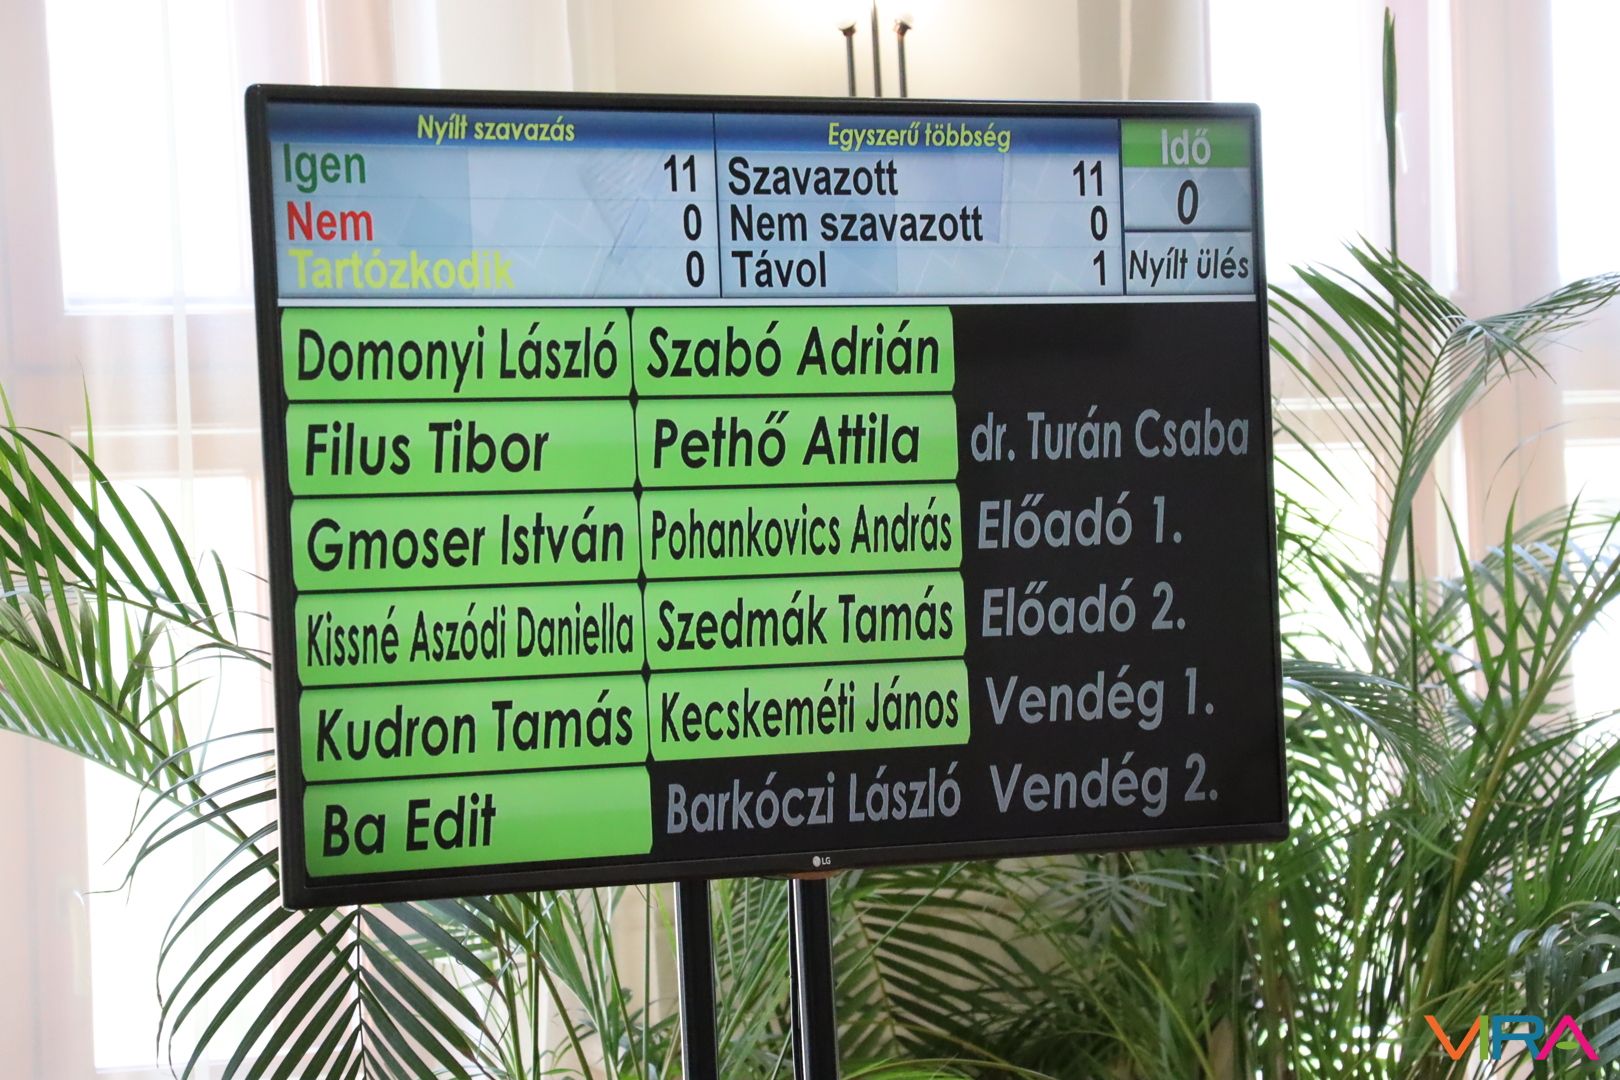 Nyílt szavazás
Igen 11
Nem 0
Tartózkodik 0
Egyszerű többség
Szavazott 11
Nem szavazott 0
Távol 1
Idő
0
Nyílt ülés
Domonyi László
Filus Tibor
Gmoser István
Kissné Aszódi Daniella
Kudron Tamás
Ba Edit
Szabó Adrián
Pethő Attila
Pohankovics András
Szedmák Tamás
Kecskeméti János
Barkóczi László
dr. Turán Csaba
Előadó 1.
Előadó 2.
Vendég 1.
Vendég 2.
LG
VIRA